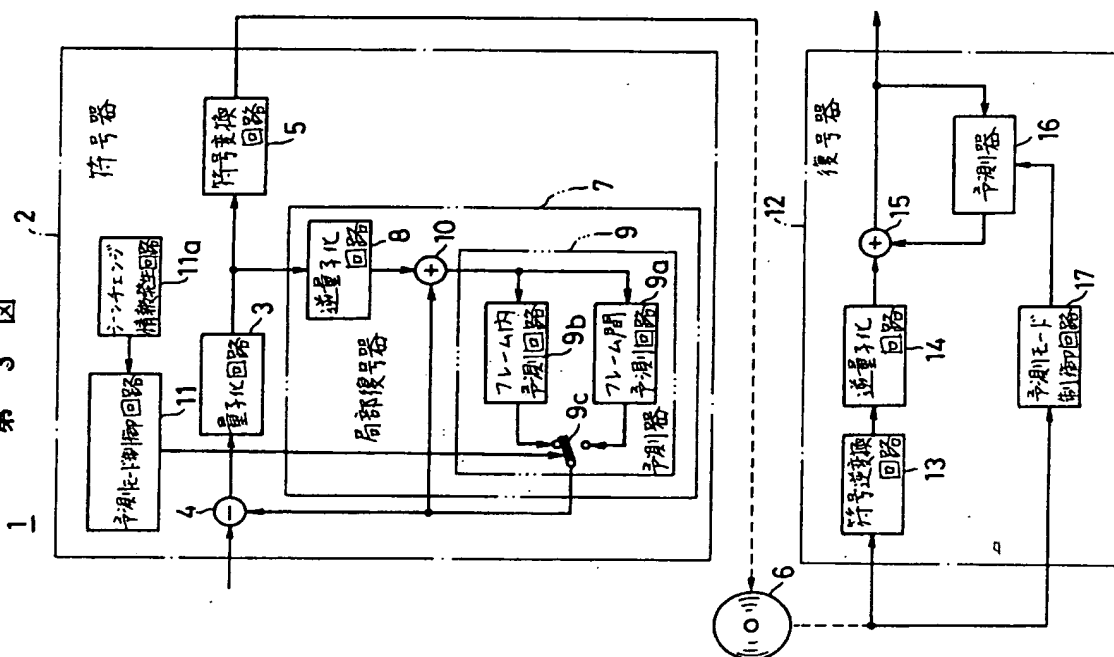 第 3 図
1
2
符号器
シーンチェンジ
情報発生回路
11a
予測モード制御回路
11
量子化回路
3
4
符号変換
回路
5
7
局部復号器
逆量子化
回路
8
10
9
フレーム内
予測回路
9b
フレーム間
予測回路
9a
9c
予測器
6
12
復号器
符号逆変換
回路
13
逆量子化
回路
14
15
予測器
16
予測モード
制御回路
17